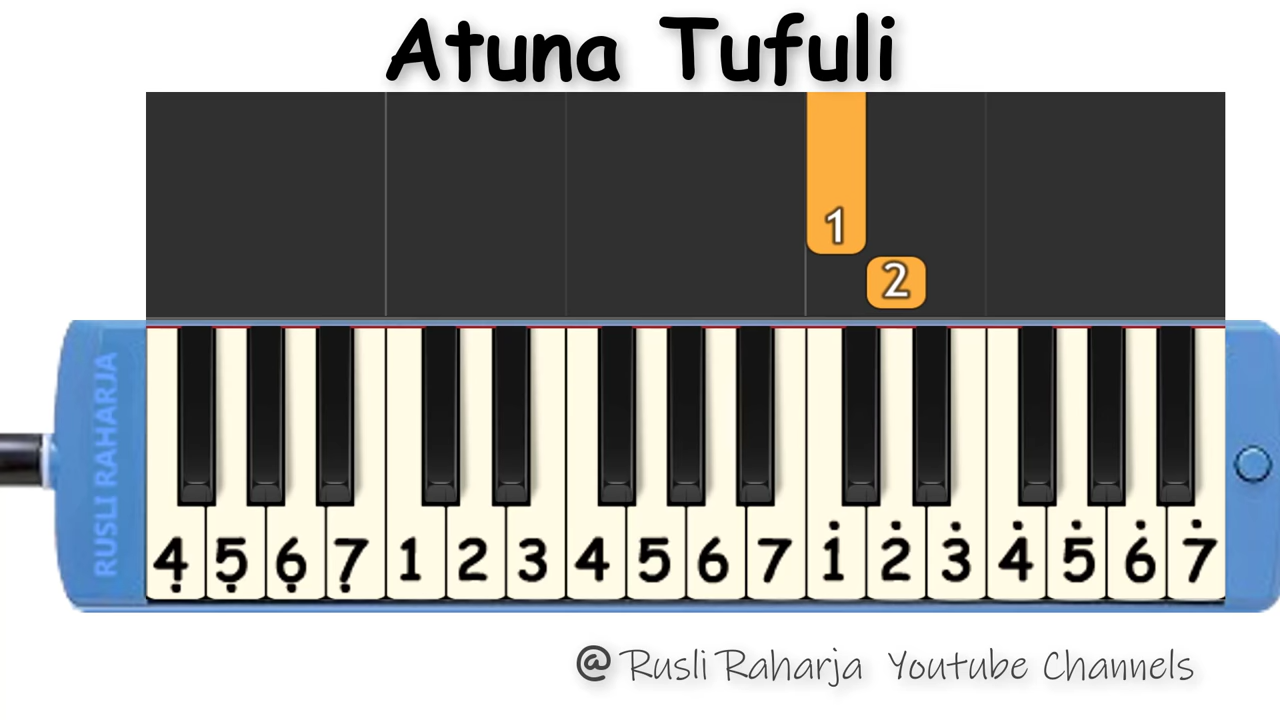 Atuna Tufuli
1
2
RUSLI RAHARJA
4̣ 5̣ 6̣ 7̣ 1 2 3 4 5 6 7 1̇ 2̇ 3̇ 4̇ 5̇ 6̇ 7̇
@ Rusli Raharja Youtube Channels